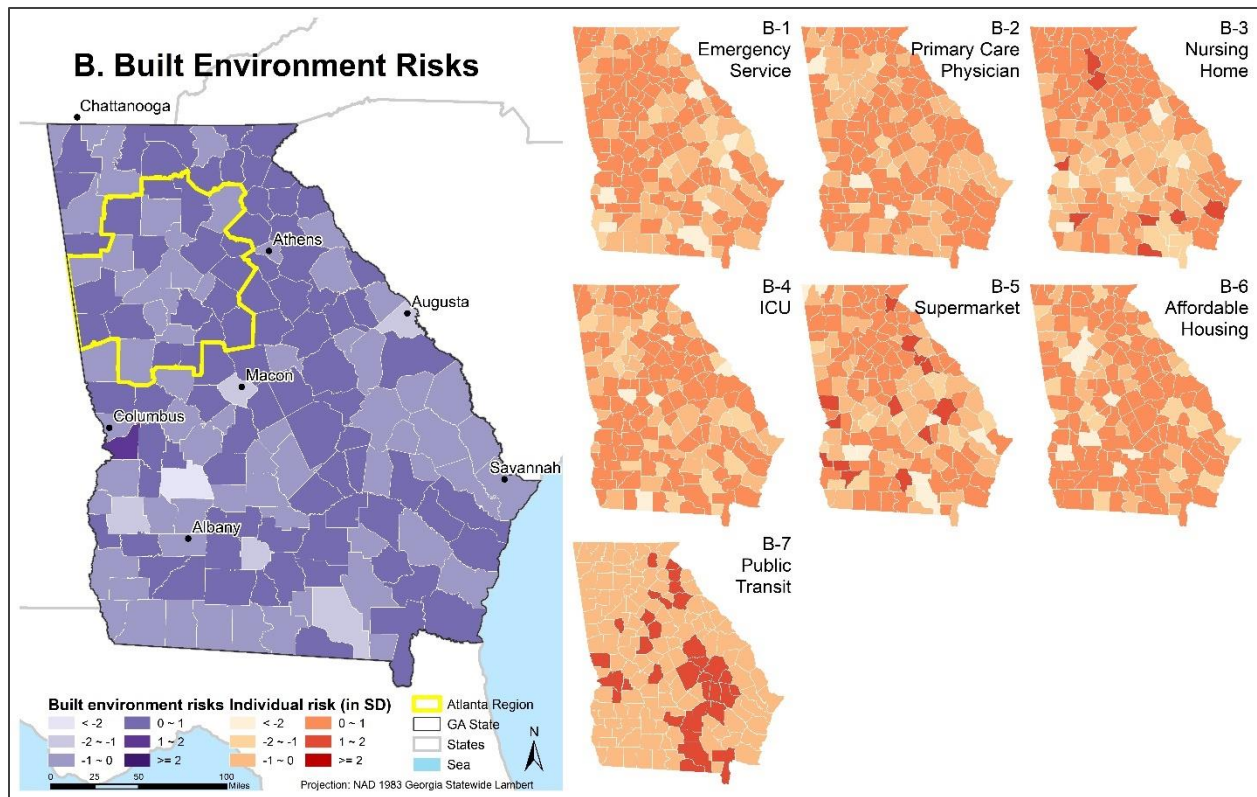 B. Built Environment Risks
Chattanooga
Athens
Augusta
Macon
Columbus
Savannah
Albany
Built environment risks
< -2
-2 ~ -1
-1 ~ 0
0 ~ 1
1 ~ 2
>= 2
Individual risk (in SD)
< -2
-2 ~ -1
-1 ~ 0
0 ~ 1
1 ~ 2
>= 2
Atlanta Region
GA State
States
Sea
N
0 25 50 100
Miles
Projection: NAD 1983 Georgia Statewide Lambert
B-1
Emergency
Service
B-2
Primary Care
Physician
B-3
Nursing
Home
B-4
ICU
B-5
Supermarket
B-6
Affordable
Housing
B-7
Public
Transit